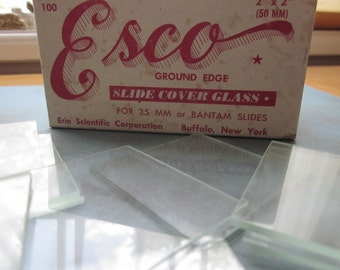 100
2 x 2
(50 MM)
Esco
GROUND EDGE
SLIDE COVER GLASS
FOR 35 MM or BANTAM SLIDES
Erie Scientific Corporation Buffalo, New York